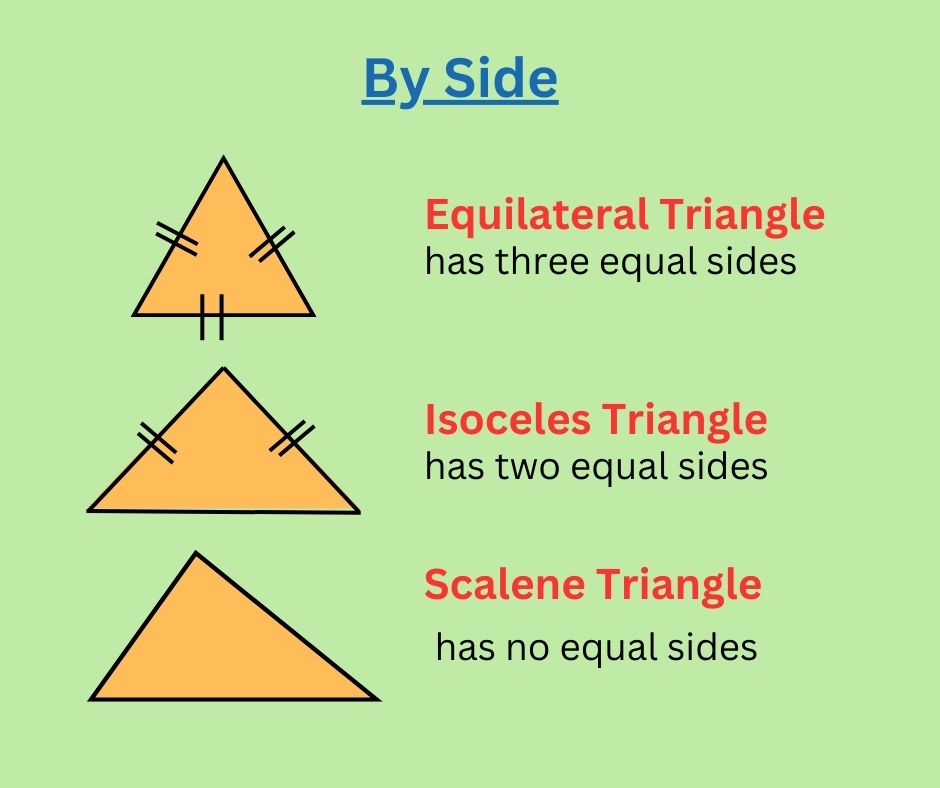 By Side
Equilateral Triangle
has three equal sides
Isoceles Triangle
has two equal sides
Scalene Triangle
has no equal sides